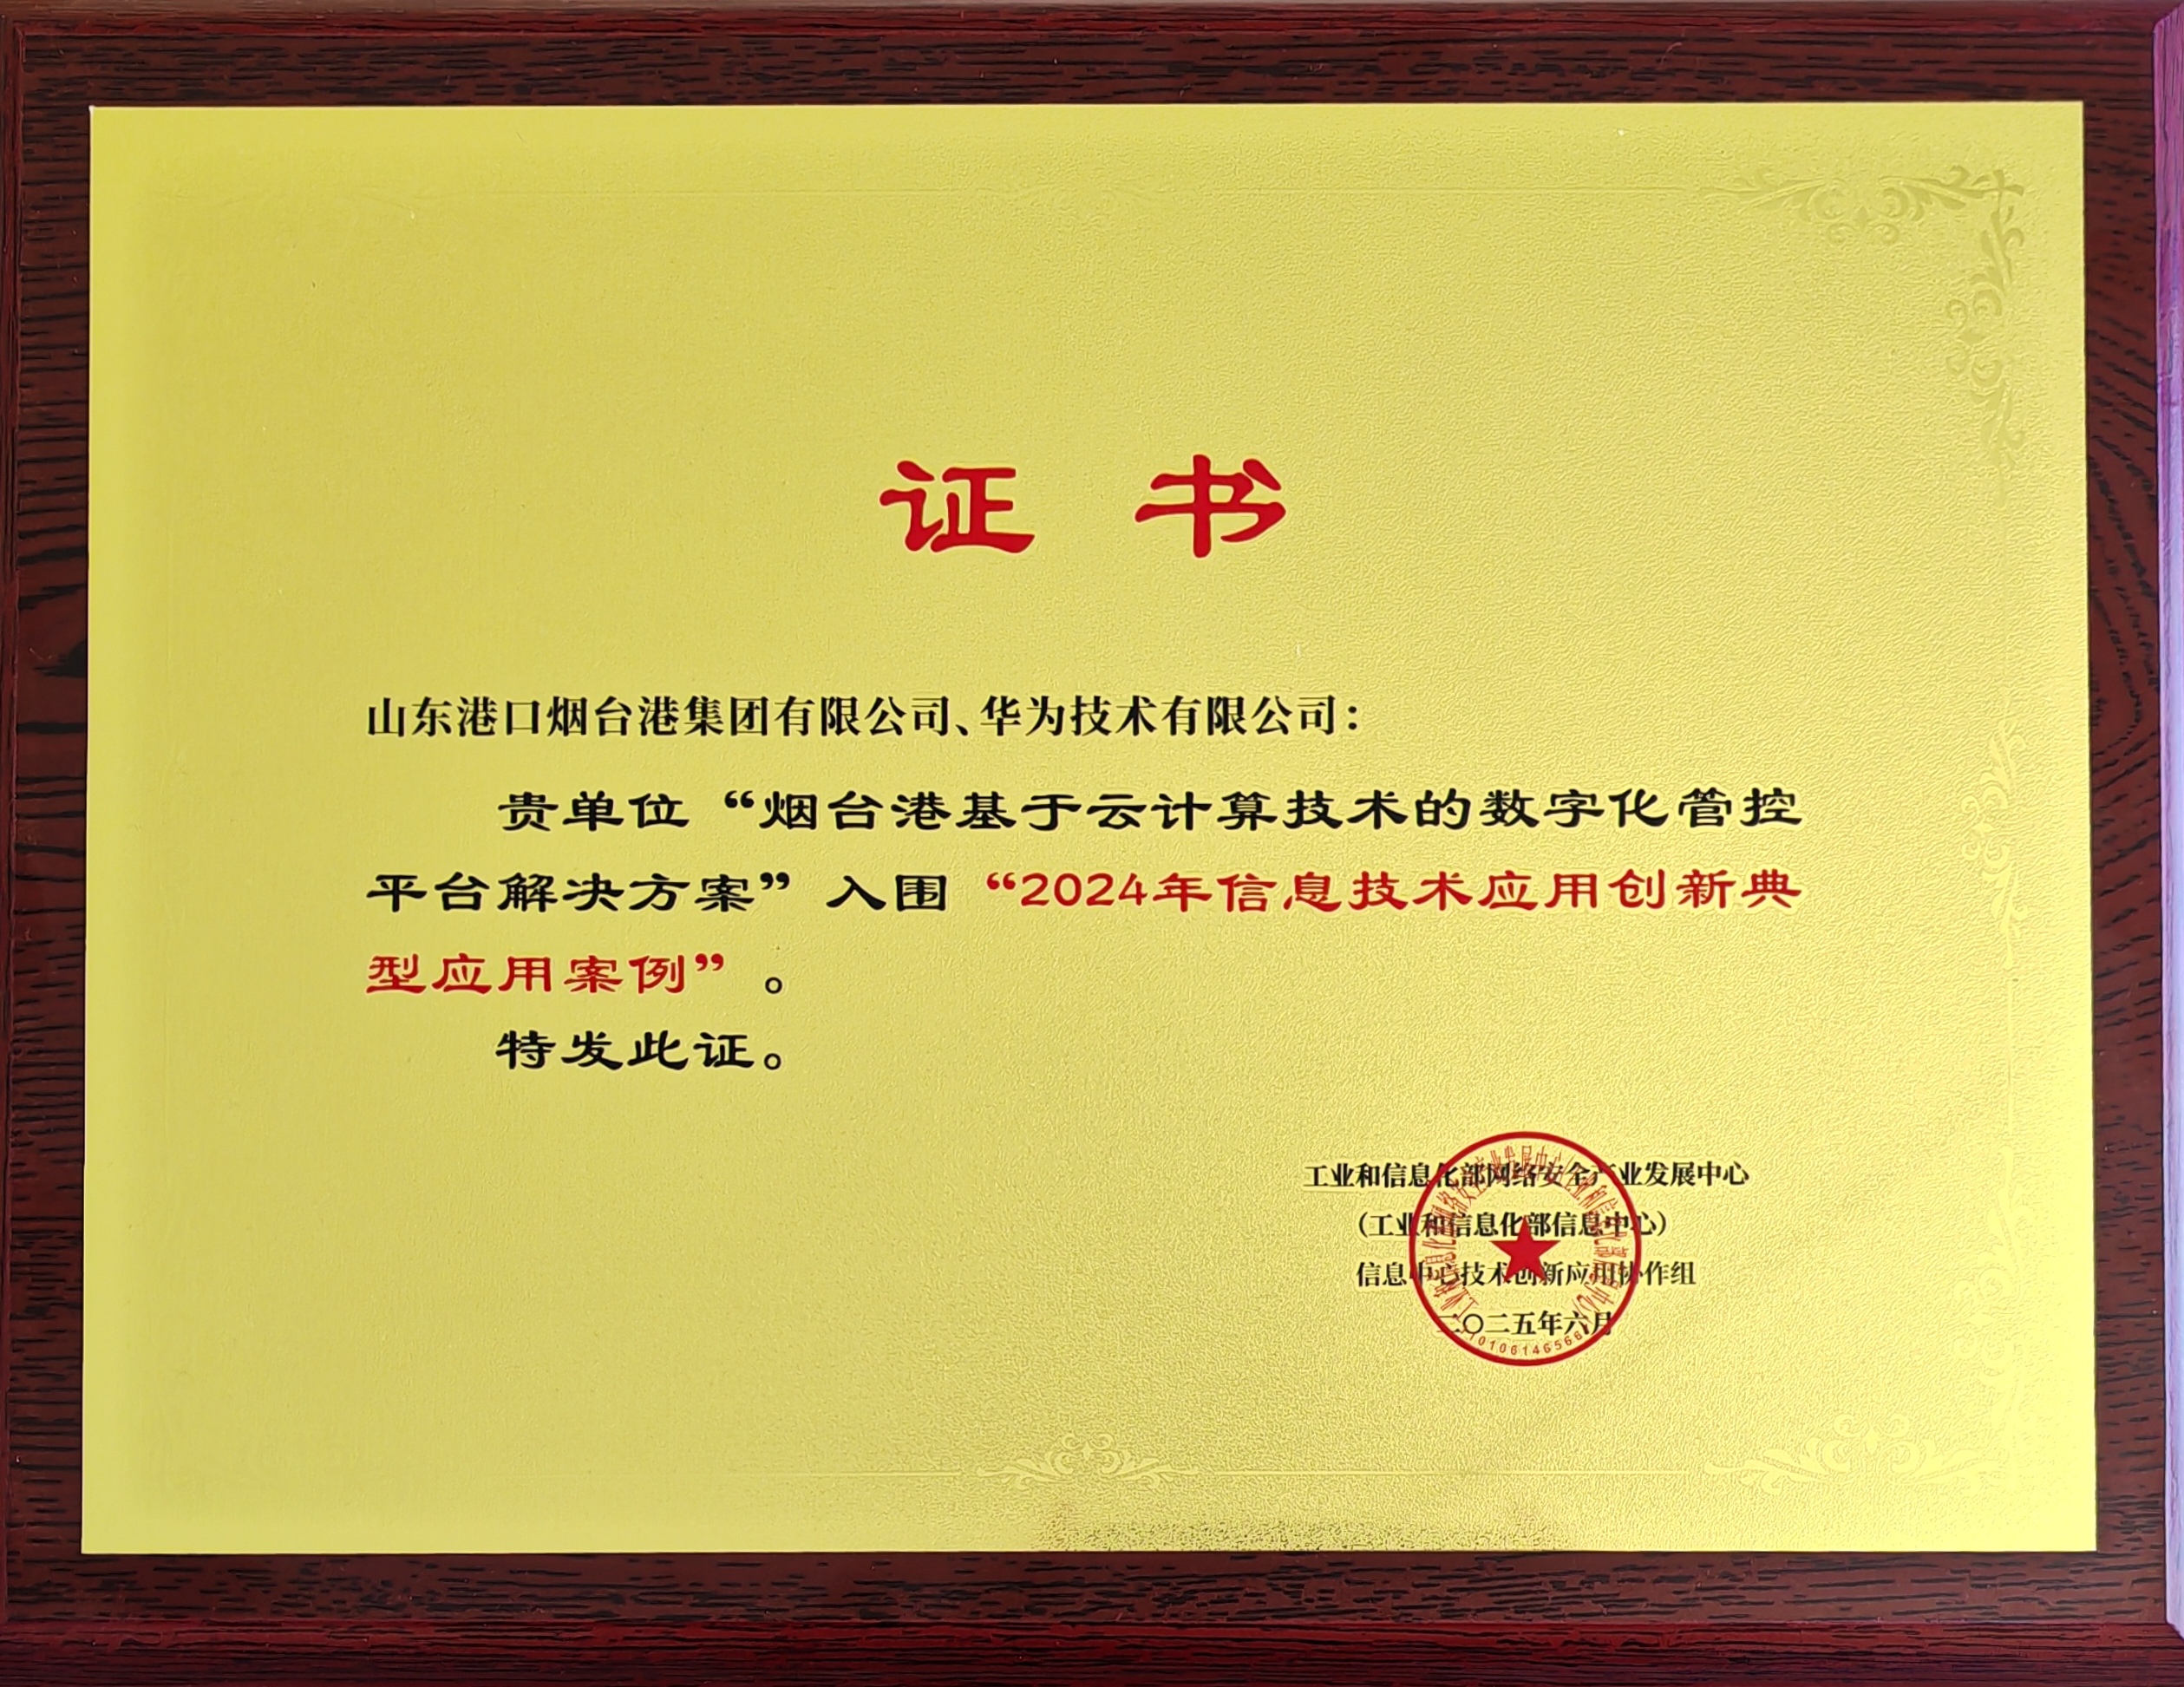 证 书
山东港口烟台港集团有限公司、华为技术有限公司：
贵单位“烟台港基于云计算技术的数字化管控
平台解决方案”入围“2024年信息技术应用创新典
型应用案例”。
特发此证。
工业和信息化部网络安全产业发展中心
（工业和信息化部信息中心）
信息中心技术创新应用协作组
二〇二五年六月